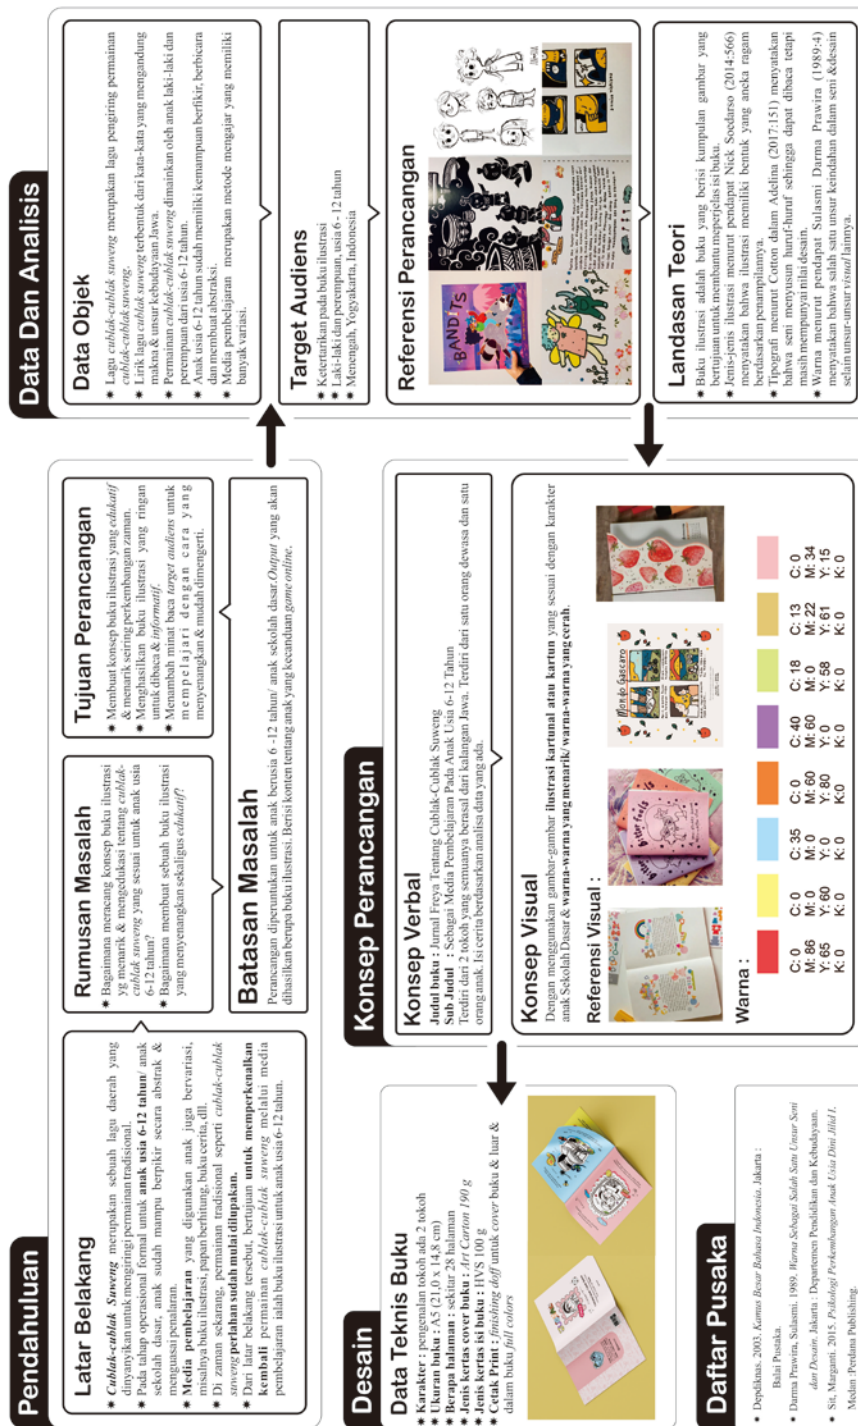 Pendahuluan
Latar Belakang
✷ Cublak-cublak Suweng merupakan sebuah lagu daerah yang
dinyanyikan untuk mengiringi permainan tradisional.
✷ Pada tahap operasional formal untuk anak usia 6-12 tahun/ anak
sekolah dasar, anak sudah mampu berpikir secara abstrak &
menguasai penalaran.
✷ Media pembelajaran yang digunakan anak juga bervariasi,
misalnya buku ilustrasi, papan berhitung, buku cerita, dll.
✷ Di zaman sekarang, permainan tradisional seperti cublak-cublak
suweng perlahan sudah mulai dilupakan.
✷ Dari latar belakang tersebut, bertujuan untuk memperkenalkan
kembali permainan cublak-cublak suweng melalui media
pembelajaran ialah buku ilustrasi untuk anak usia 6-12 tahun.
Rumusan Masalah
✷ Bagaimana meracang konsep buku ilustrasi
yg menarik & mengedukasi tentang cublak-
cublak suweng yang sesuai untuk anak usia
6-12 tahun?
✷ Bagaimana membuat sebuah buku ilustrasi
yang menyenangkan sekaligus edukatif?
Tujuan Perancangan
✷ Membuat konsep buku ilustrasi yang edukatif
& menarik seiring perkembangan zaman.
✷ Menghasilkan buku ilustrasi yang ringan
untuk dibaca & informatif.
✷ Menambah minat baca target audiens untuk
mempelajari dengan cara yang
menyenangkan & mudah dimengerti.
Batasan Masalah
Perancangan diperuntukan untuk anak berusia 6 -12 tahun/ anak sekolah dasar.Output yang akan
dihasilkan berupa buku ilustrasi. Berisi konten tentang anak yang kecanduan game online.
Data Dan Analisis
Data Objek
✷ Lagu cublak-cublak suweng merupakan lagu pengiring permainan
cublak-cublak suweng.
✷ Lirik lagu cublak suweng terbentuk dari kata-kata yang mengandung
makna & unsur kebudayaan Jawa.
✷ Permainan cublak-cublak suweng dimainkan oleh anak laki-laki dan
perempuan dari usia 6-12 tahun.
✷ Anak usia 6-12 tahun sudah memiliki kemampuan berfikir, berbicara
dan membuat abstraksi.
✷ Media pembelajaran merupakan metode mengajar yang memiliki
banyak variasi.
Target Audiens
✷ Ketertarikan pada buku ilustrasi
✷ Laki-laki dan perempuan, usia 6 - 12 tahun
✷ Menengah, Yogyakarta, Indonesia
Referensi Perancangan
BANDITS
Landasan Teori
✷ Buku ilustrasi adalah buku yang berisi kumpulan gambar yang
bertujuan untuk membantu meperjelas isi buku.
✷ Jenis-jenis ilustrasi menurut pendapat Nick Soedarso (2014:566)
menyatakan bahwa ilustrasi memiliki bentuk yang aneka ragam
berdasarkan penampilannya.
✷ Tipografi menurut Cotton dalam Adelina (2017:151) menyatakan
bahwa seni menyusun huruf-huruf sehingga dapat dibaca tetapi
masih mempunyai nilai desain.
✷ Warna menurut pendapat Sulasmi Darma Prawira (1989:4)
menyatakan bahwa salah satu unsur keindahan dalam seni &desain
selain unsur-unsur visual lainnya.
Konsep Perancangan
Konsep Verbal
Judul buku : Jurnal Freya Tentang Cublak-Cublak Suweng
Sub Judul : Sebagai Media Pembelajaran Pada Anak Usia 6-12 Tahun
Terdiri dari 2 tokoh yang semuanya berasal dari kalangan Jawa. Terdiri dari satu orang dewasa dan satu
orang anak. Isi cerita berdasarkan analisa data yang ada.
Konsep Visual
Dengan menggunakan gambar-gambar ilustrasi kartunal atau kartun yang sesuai dengan karakter
anak Sekolah Dasar & warna-warna yang menarik/ warna-warna yang cerah.
Referensi Visual :
bitter feels
Mondo Guascaro
Warna :
C: 0 C: 0 C: 35 C: 0 C: 40 C: 18 C: 13 C: 0
M: 86 M: 0 M: 0 M: 60 M: 60 M: 0 M: 22 M: 34
Y: 65 Y: 60 Y: 0 Y: 80 Y: 0 Y: 58 Y: 61 Y: 15
K: 0 K: 0 K: 0 K:0 K: 0 K: 0 K: 0 K: 0
Desain
Data Teknis Buku
✷ Karakter : pengenalan tokoh ada 2 tokoh
✷ Ukuran buku : A5 (21,0 x 14,8 cm)
✷ Berapa halaman : sekitar 28 halaman
✷ Jenis kertas cover buku : Art Carton 190 g
✷ Jenis kertas isi buku : HVS 100 g
✷ Cetak Print : finishing doff untuk cover buku & luar &
dalam buku full colors
Daftar Pusaka
✷ Depdiknas. 2003. Kamus Besar Bahasa Indonesia. Jakarta :
Balai Pustaka.
Darma Prawira, Sulasmi. 1989. Warna Sebagai Salah Satu Unsur Seni
dan Desain. Jakarta : Departemen Pendidikan dan Kebudayaan.
✷ Sit, Marganti. 2015. Psikologi Perkembangan Anak Usia Dini Jilid I.
Medan :Perdana Publishing.